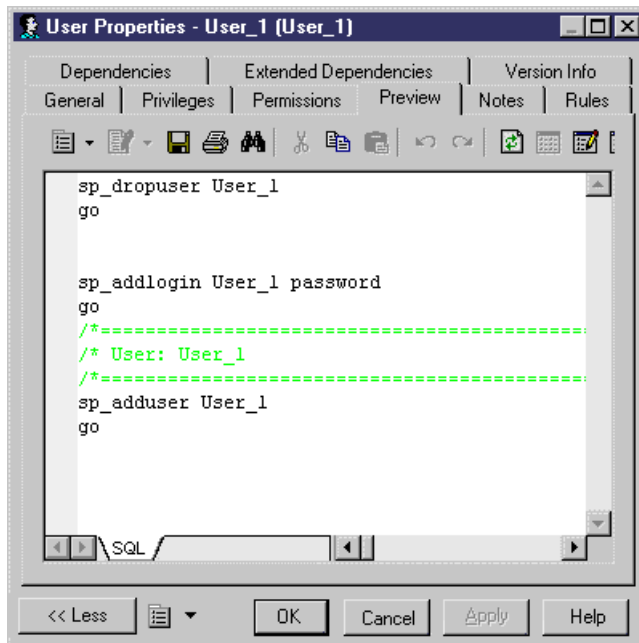 User Properties - User_1 (User_1)
Dependencies Extended Dependencies Version Info
General Privileges Permissions Preview Notes Rules
sp_dropuser User_1
go
sp_addlogin User_1 password
go
/*==============================================
/* User: User_1
/*==============================================
sp_adduser User_1
go
SQL
<< Less OK Cancel Apply Help